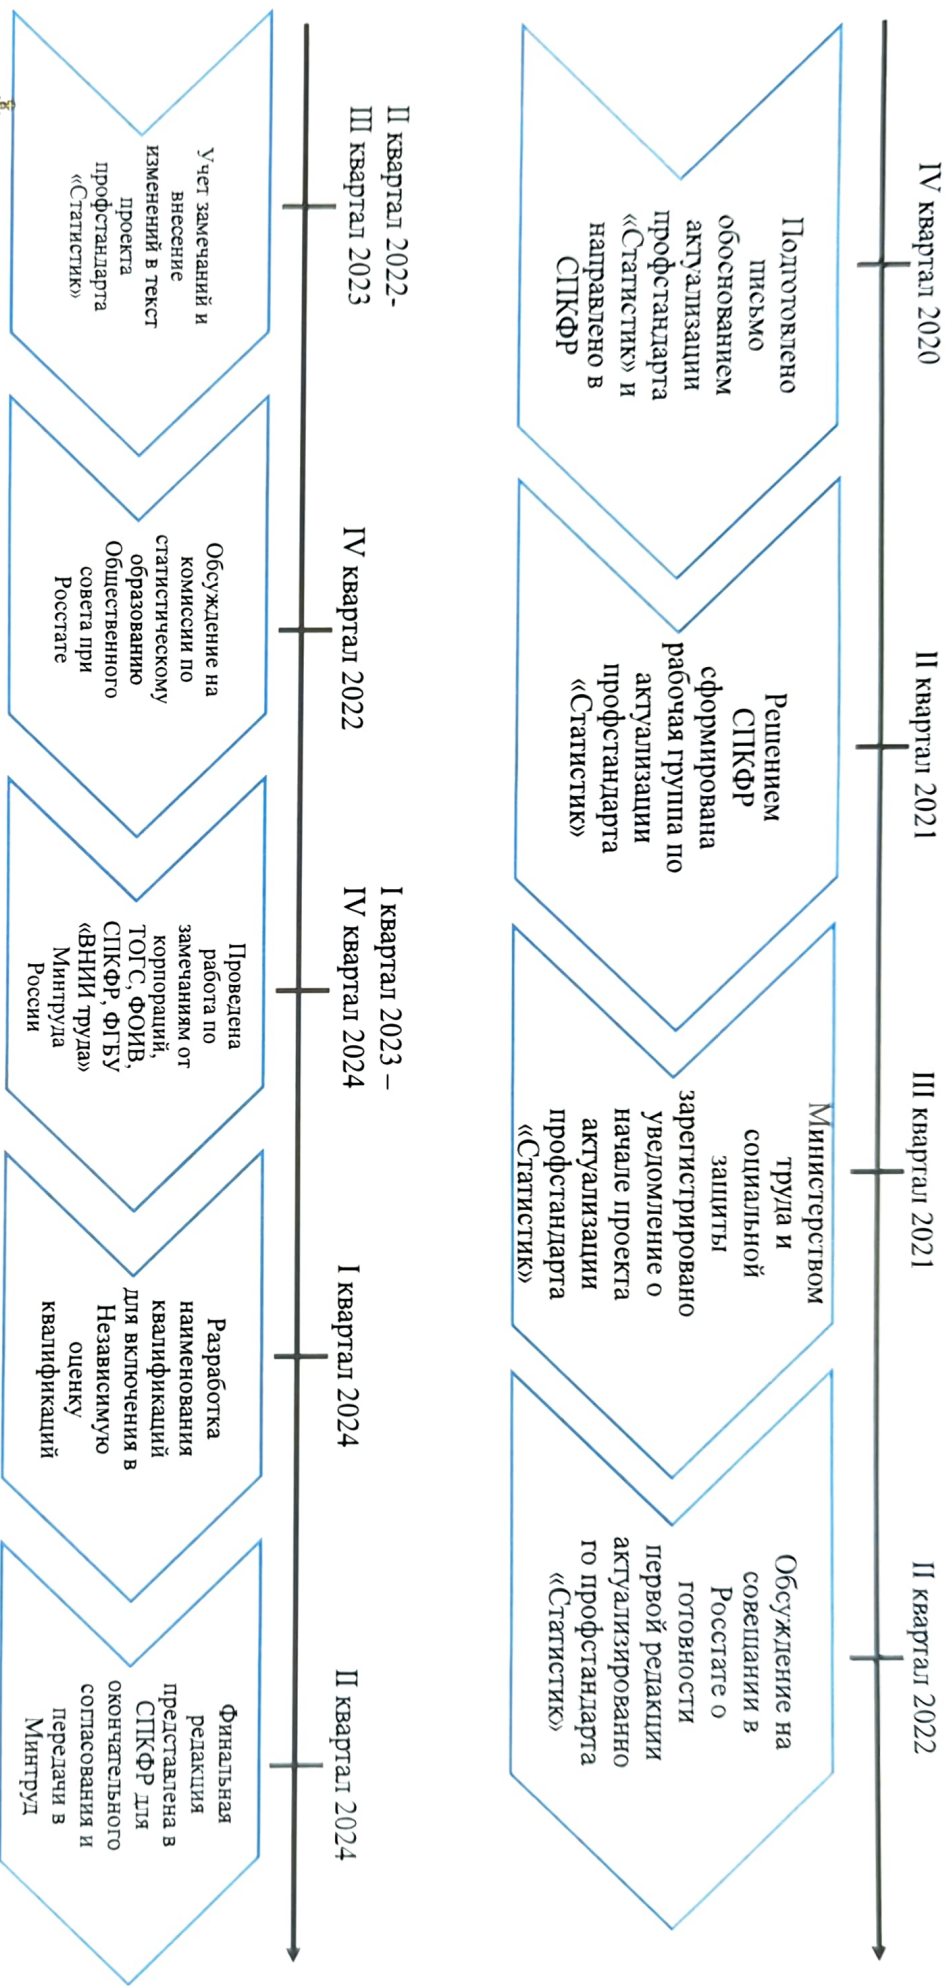 IV квартал 2020
II квартал 2021
III квартал 2021
II квартал 2022
Подготовлено
письмо
обоснованием
актуализации
профстандарта
«Статистик» и
направлено в
СПКФР
Решением
СПКФР
сформирована
рабочая группа по
актуализации
профстандарта
«Статистик»
Министерством
труда и
социальной
защиты
зарегистрировано
уведомление о
начале проекта
актуализации
профстандарта
«Статистик»
Обсуждение на
совещании в
Росстате о
готовности
первой редакции
актуализированно
го профстандарта
«Статистик»
II квартал 2022-
III квартал 2023
IV квартал 2022
I квартал 2023 –
IV квартал 2024
I квартал 2024
II квартал 2024
Учет замечаний и
внесение
изменений в текст
проекта
профстандарта
«Статистик»
Обсуждение на
комиссии по
статистическому
образованию
Общественного
совета при
Росстате
Проведена
работа по
замечаниям от
корпораций,
ТОГС, ФОИВ,
СПКФР, ФГБУ
«ВНИИ труда»
Минтруда
России
Разработка
наименования
квалификаций
для включения в
Независимую
оценку
квалификаций
Финальная
редакция
представлена в
СПКФР для
окончательного
согласования и
передачи в
Минтруд